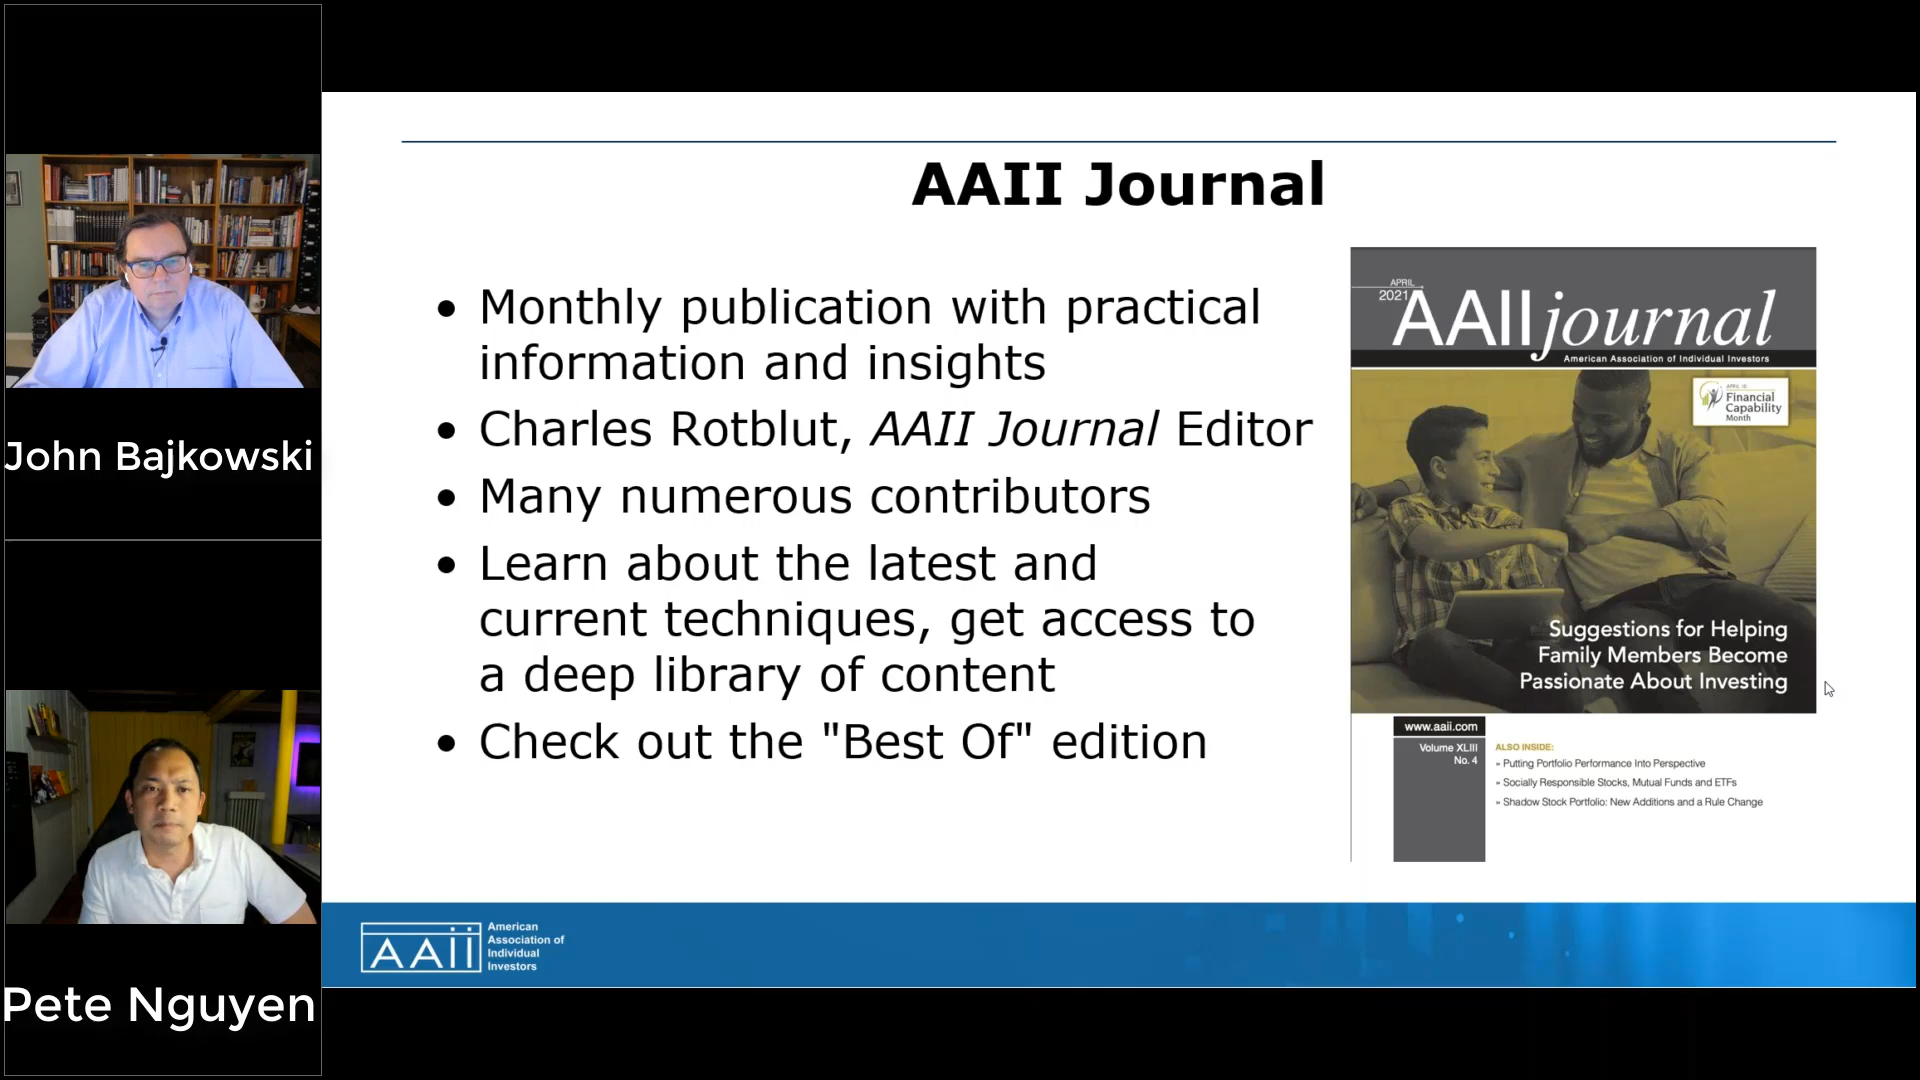 John Bajkowski
Pete Nguyen
AAII Journal
• Monthly publication with practical
information and insights
• Charles Rotblut, AAII Journal Editor
• Many numerous contributors
• Learn about the latest and
current techniques, get access to
a deep library of content
• Check out the "Best Of" edition
APRIL
2021
AAII journal
American Association of Individual Investors
APRIL IS
Financial
Capability
Month
Suggestions for Helping
Family Members Become
Passionate About Investing
www.aaii.com
Volume XLIII
No. 4
ALSO INSIDE:
» Putting Portfolio Performance Into Perspective
» Socially Responsible Stocks, Mutual Funds and ETFs
» Shadow Stock Portfolio: New Additions and a Rule Change
AAii
American
Association of
Individual
Investors